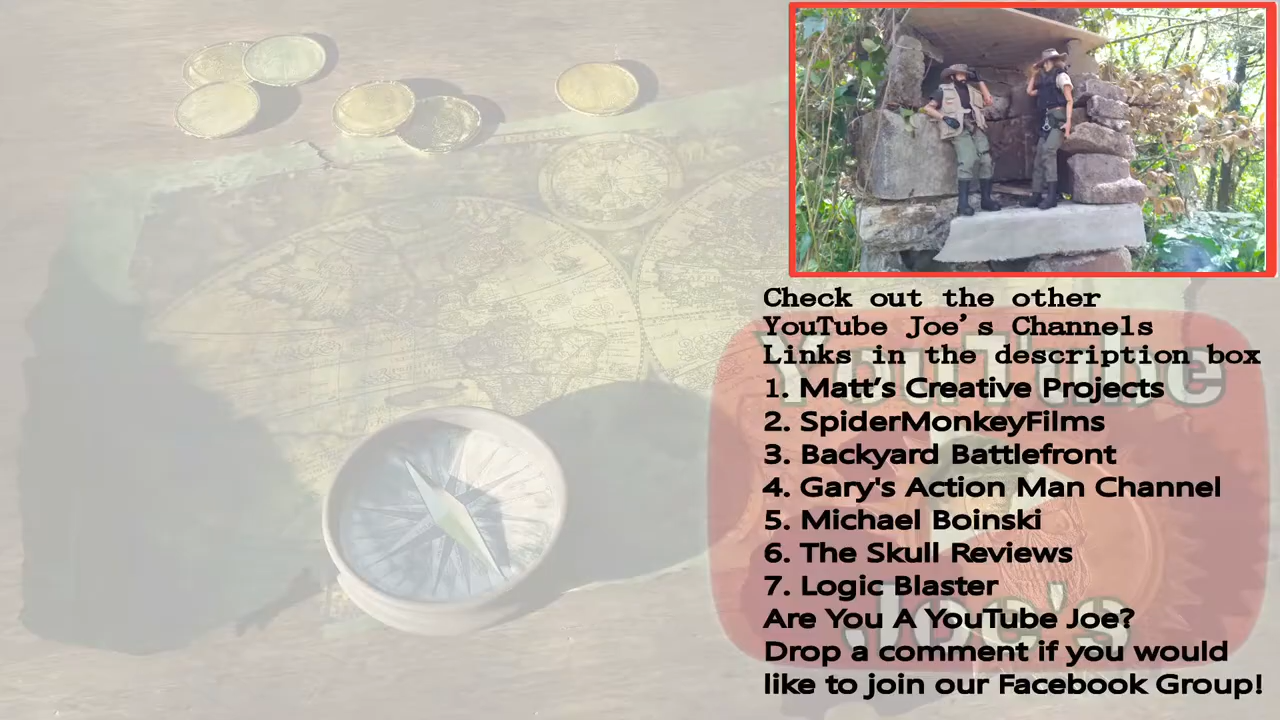 Check out the other
YouTube Joe's Channels
Links in the description box
1. Matt's Creative Projects
2. SpiderMonkeyFilms
3. Backyard Battlefront
4. Gary's Action Man Channel
5. Michael Boinski
6. The Skull Reviews
7. Logic Blaster
Are You A YouTube Joe?
Drop a comment if you would
like to join our Facebook Group!
YouTube
Joe's